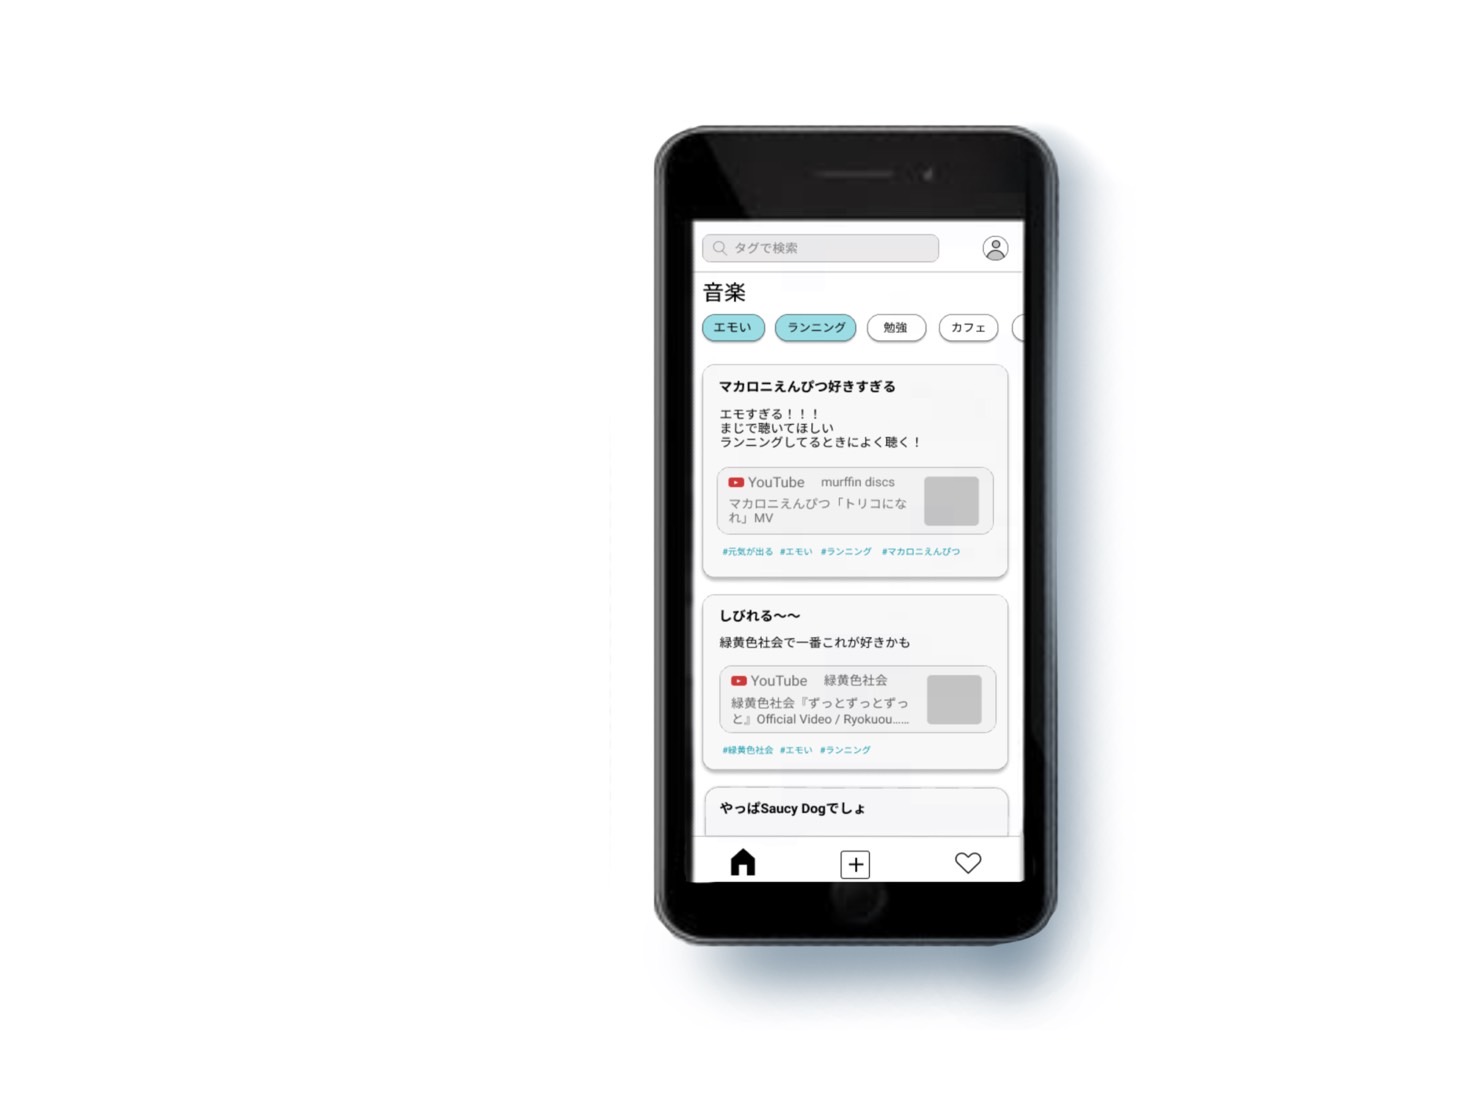 タグで検索
音楽
エモい ランニング 勉強 カフェ
マカロニえんぴつ好きすぎる
エモすぎる！！！
まじで聴いてほしい
ランニングしてるときによく聴く！
YouTube murffin discs
マカロニえんぴつ「トリコにな
れ」MV
#元気が出る #エモい #ランニング #マカロニえんぴつ
しびれる〜〜
緑黄色社会で一番これが好きかも
YouTube 緑黄色社会
緑黄色社会『ずっとずっとずっ
と』Official Video / Ryokuou......
#緑黄色社会 #エモい #ランニング
やっぱSaucy Dogでしょ